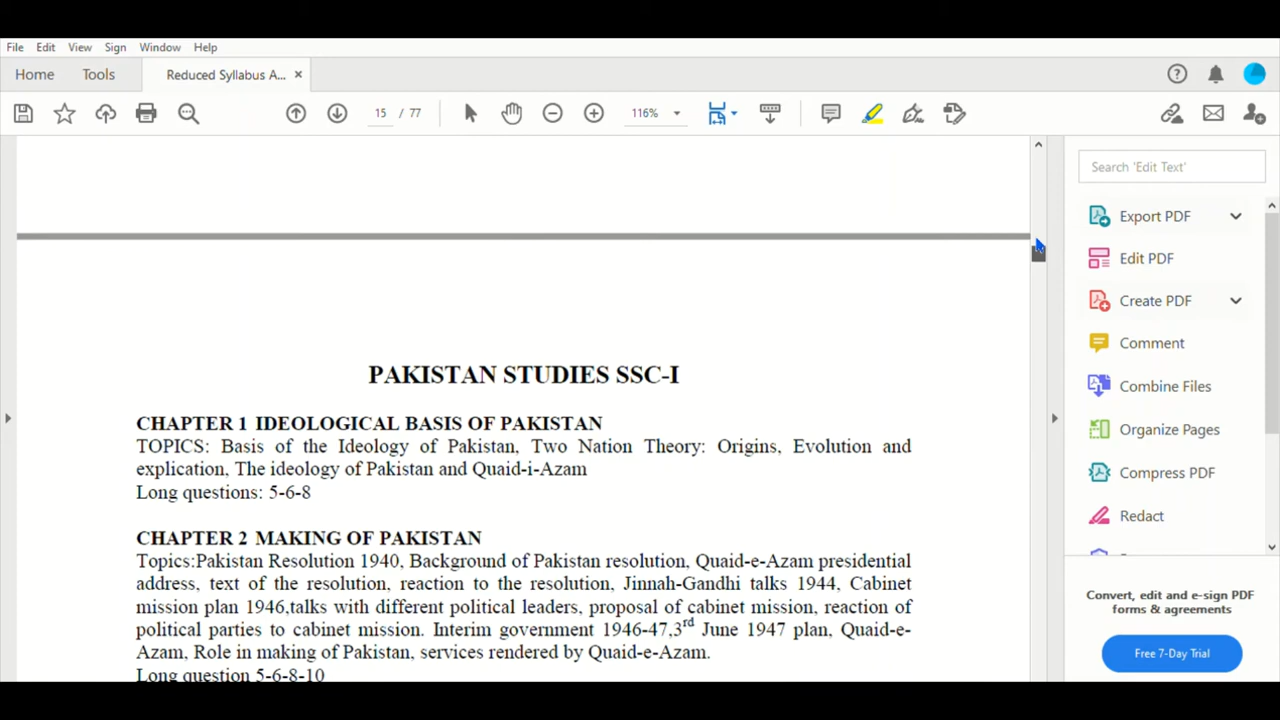 File Edit View Sign Window Help
Home Tools Reduced Syllabus A... ×
15 / 77 116%
Search 'Edit Text'
Export PDF
Edit PDF
Create PDF
Comment
Combine Files
Organize Pages
Compress PDF
Redact
Convert, edit and e-sign PDF
forms & agreements
Free 7-Day Trial
PAKISTAN STUDIES SSC-I
CHAPTER 1 IDEOLOGICAL BASIS OF PAKISTAN
TOPICS: Basis of the Ideology of Pakistan, Two Nation Theory: Origins, Evolution and
explication, The ideology of Pakistan and Quaid-i-Azam
Long questions: 5-6-8
CHAPTER 2 MAKING OF PAKISTAN
Topics:Pakistan Resolution 1940, Background of Pakistan resolution, Quaid-e-Azam presidential
address, text of the resolution, reaction to the resolution, Jinnah-Gandhi talks 1944, Cabinet
mission plan 1946,talks with different political leaders, proposal of cabinet mission, reaction of
political parties to cabinet mission. Interim government 1946-47,3rd June 1947 plan, Quaid-e-
Azam, Role in making of Pakistan, services rendered by Quaid-e-Azam.
Long question 5-6-8-10